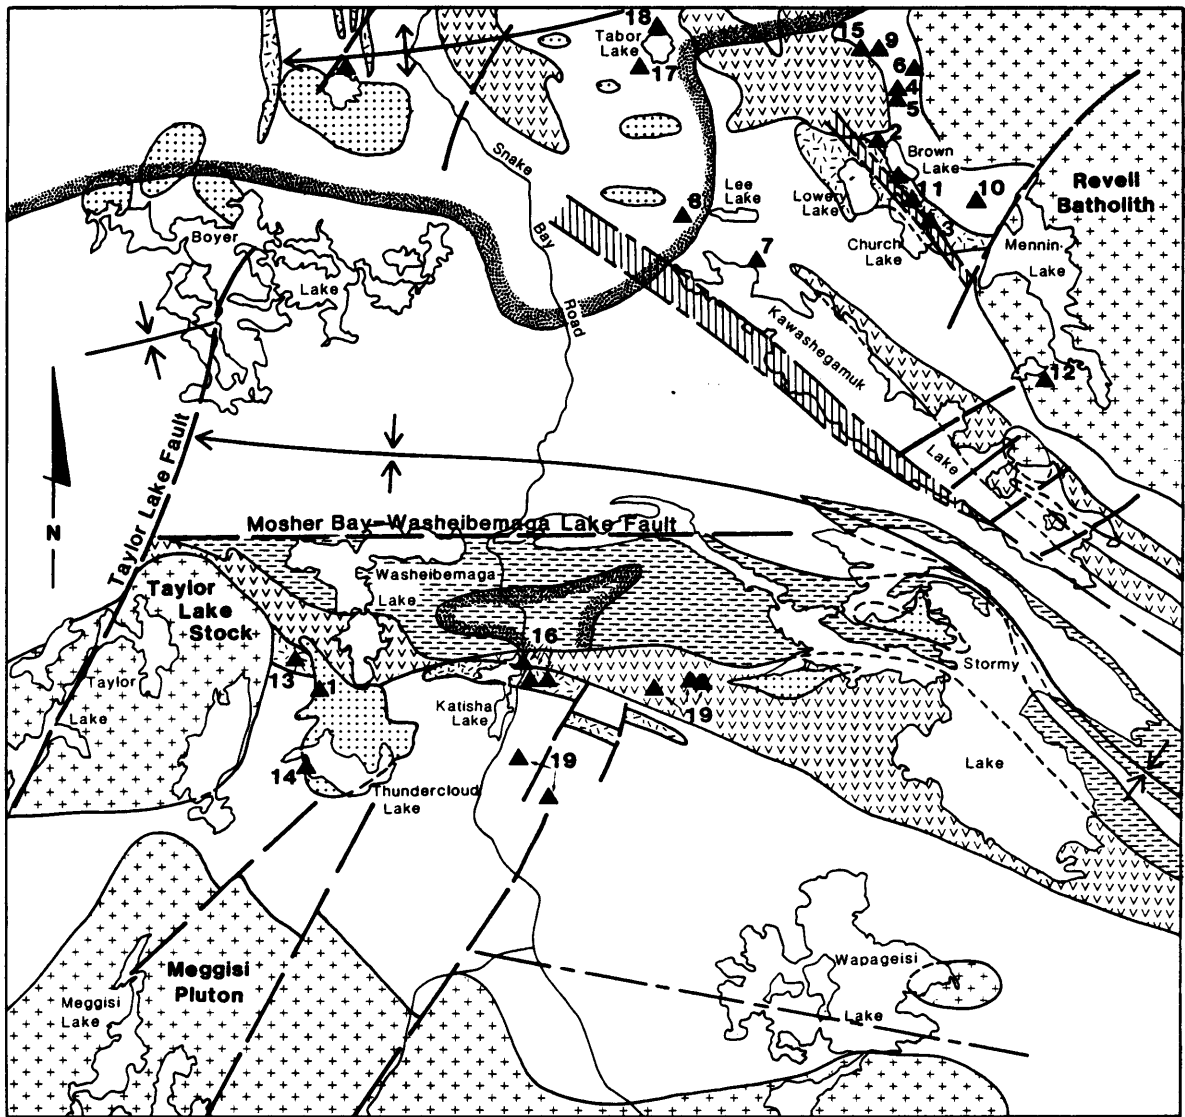 18
Tabor
Lake
17
15
9
6
4
5
2
Brown
Lake
11
10
Lowery
Lake
3
Church
Lake
Mennin
Lake
Revell
Batholith
Snake
Bay
Road
8
Lee
Lake
7
Boyer
Lake
Kawashegamuk
Lake
12
N
Taylor Lake Fault
Mosher Bay-Washeibemaga Lake Fault
Washeibemaga
Lake
Taylor
Lake
Stock
16
Stormy
Lake
13
1
Taylor
Lake
Katisha
Lake
19
14
19
Thundercloud
Lake
Meggisi
Pluton
Meggisi
Lake
Wapageisi
Lake